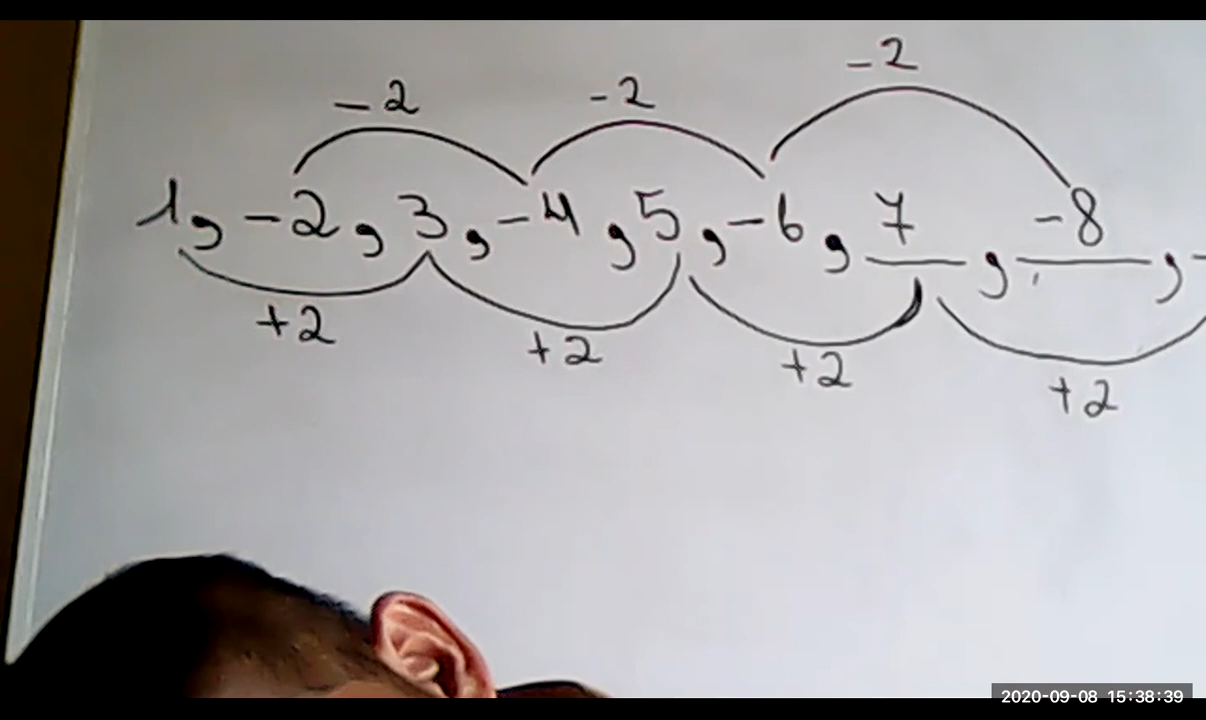 -2 -2 -2
1, -2, 3, -4, 5, -6, 7, -8,
+2 +2 +2 +2
2020-09-08 15:38:39